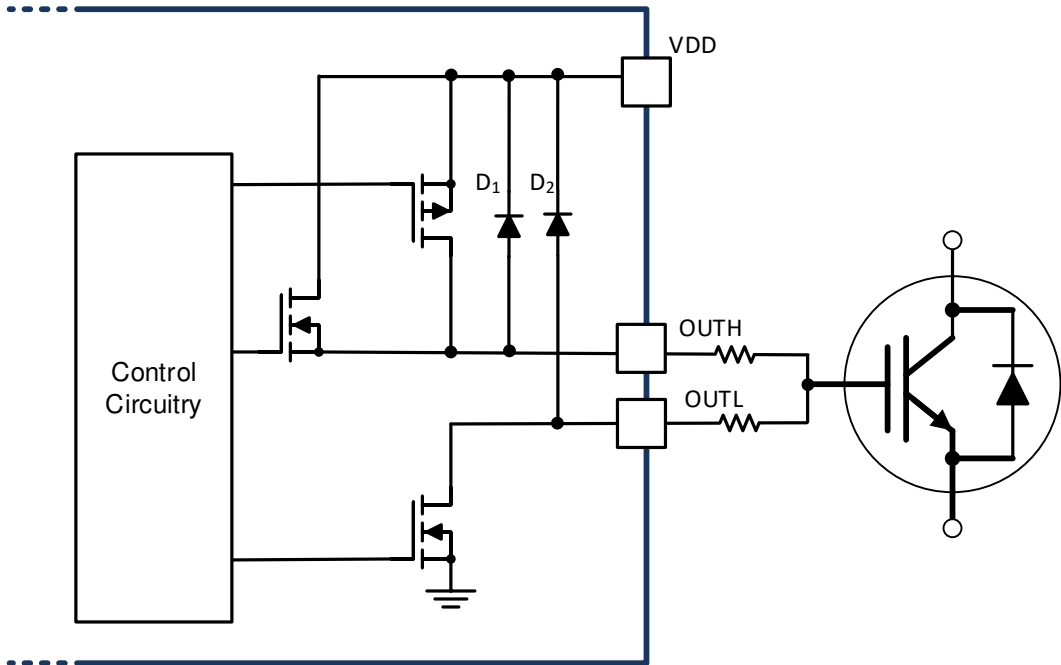 VDD
D₁
D₂
OUTH
OUTL
Control
Circuitry